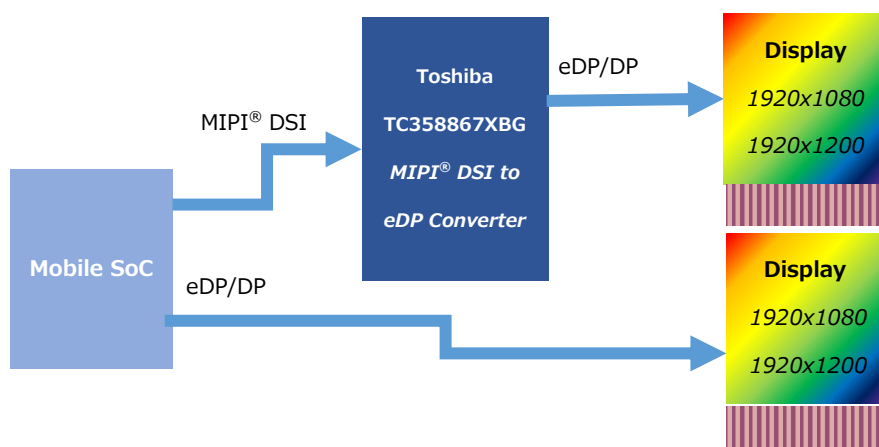 Mobile SoC
MIPI® DSI
eDP/DP
Toshiba
TC358867XBG
MIPI® DSI to
eDP Converter
eDP/DP
Display
1920x1080
1920x1200
Display
1920x1080
1920x1200